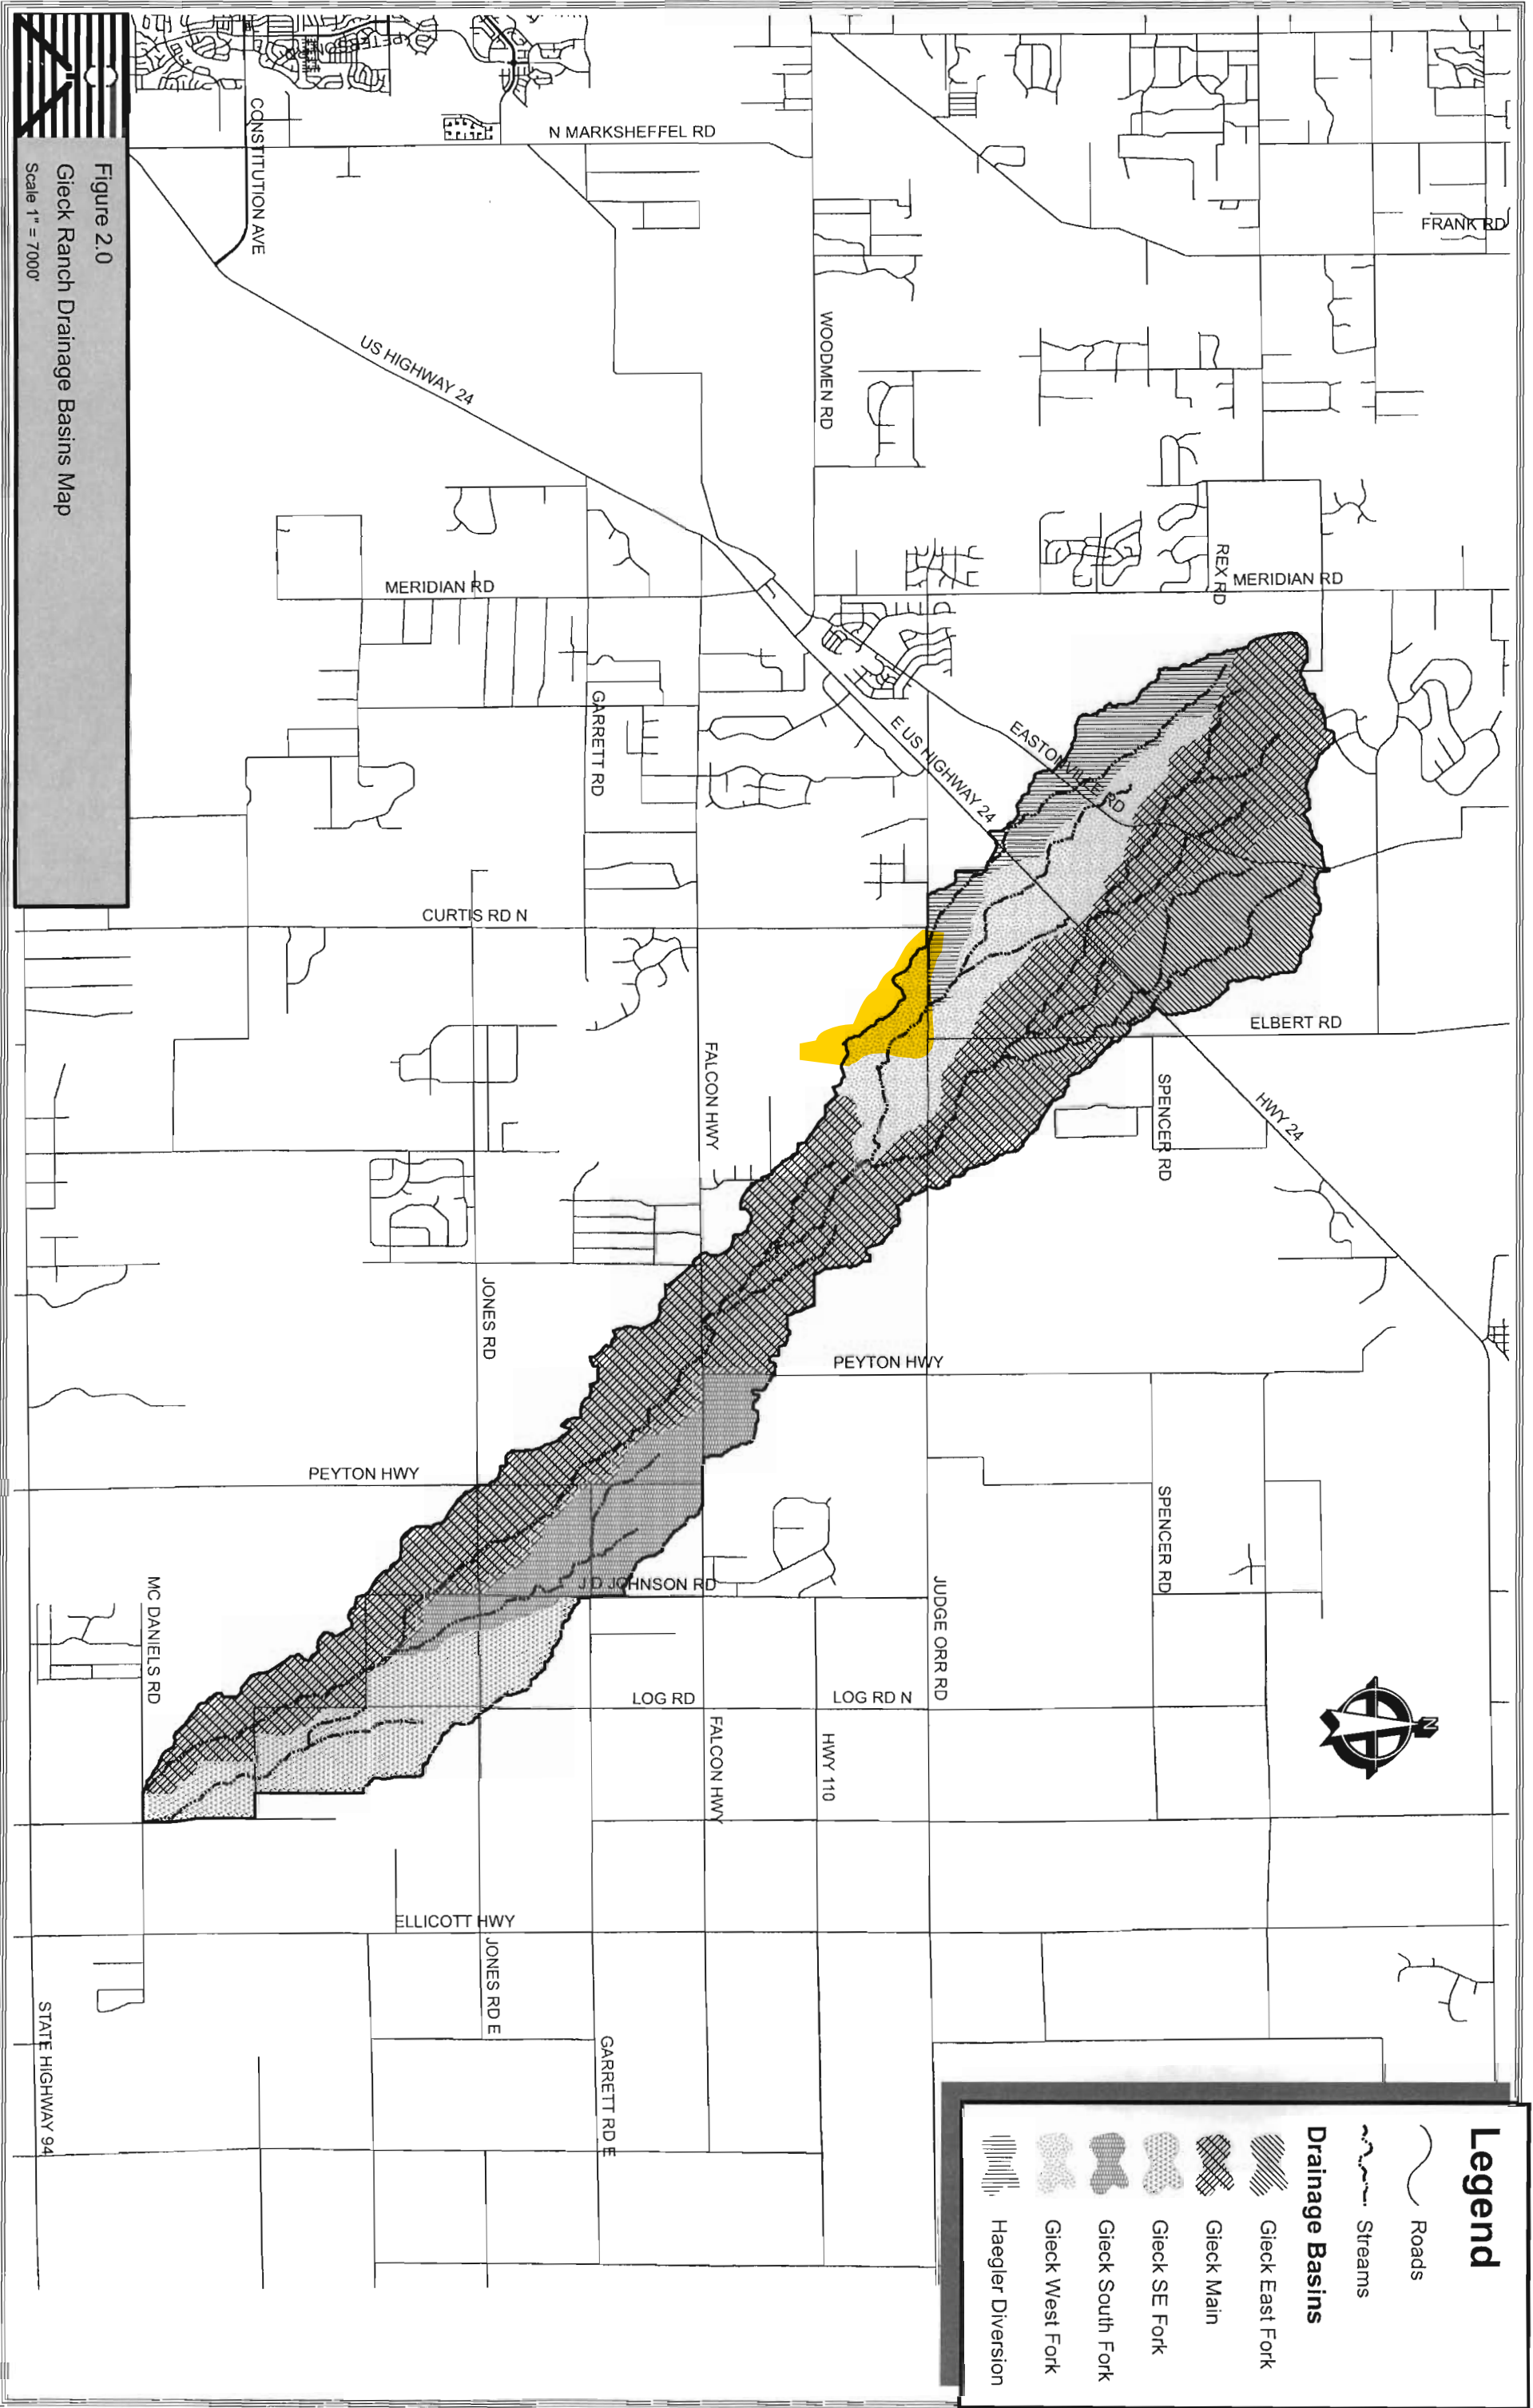 Figure 2.0
Gieck Ranch Drainage Basins Map
Scale 1" = 7000'
PETERSON
CONSTITUTION AVE
N MARKSHEFFEL RD
FRANK RD
US HIGHWAY 24
WOODMEN RD
MERIDIAN RD
REX RD
MERIDIAN RD
GARRETT RD
E US HIGHWAY 24
EASTONVILLE RD
CURTIS RD N
ELBERT RD
FALCON HWY
SPENCER RD
HWY 24
JONES RD
PEYTON HWY
PEYTON HWY
SPENCER RD
J D JOHNSON RD
MC DANIELS RD
JUDGE ORR RD
LOG RD
LOG RD N
FALCON HWY
HWY 110
N
ELLICOTT HWY
JONES RD E
STATE HIGHWAY 94
GARRETT RD E
Legend
Roads
Streams
Drainage Basins
Gieck East Fork
Gieck Main
Gieck SE Fork
Gieck South Fork
Gieck West Fork
Haegler Diversion